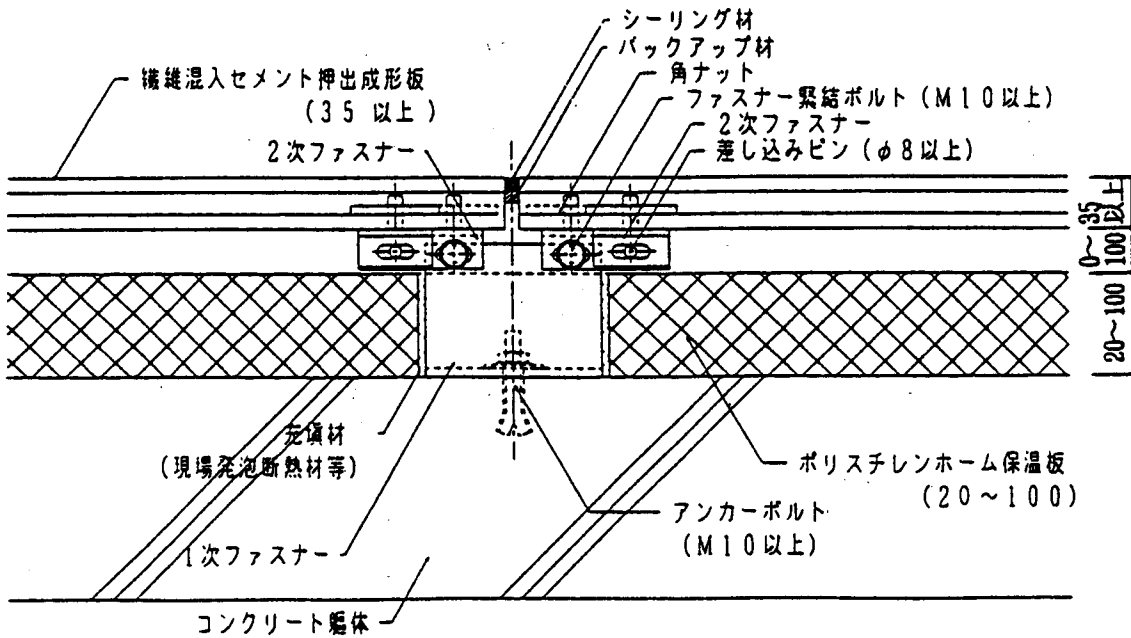 シーリング材
バックアップ材
角ナット
ファスナー緊結ボルト(M10以上)
2次ファスナー
差し込みピン(φ8以上)
繊維混入セメント押出成形板
(35 以上)
2次ファスナー
35
以上
0〜
100
20〜100
充填材
(現場発泡断熱材等)
1次ファスナー
コンクリート躯体
アンカーボルト
(M10以上)
ポリスチレンホーム保温板
(20〜100)